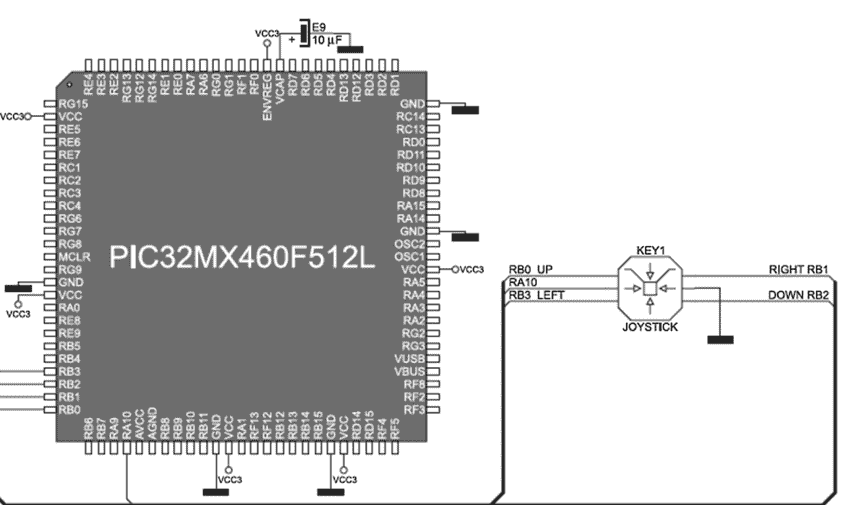 VCC3
E9
10 µF
RE4
RE3
RE2
RG13
RG12
RG14
RE1
RE0
RA7
RA6
RG0
RG1
RF1
RF0
ENVREG
VCAP
RD7
RD6
RD5
RD4
RD13
RD12
RD3
RD2
RD1
RG15
VCC3 VCC
RE5
RE6
RE7
RC1
RC2
RC3
RC4
RG6
RG7
RG8
MCLR
RG9
GND
VCC
VCC3
RA0
RE8
RE9
RB5
RB4
RB3
RB2
RB1
RB0
PIC32MX460F512L
GND
RC14
RC13
RD0
RD11
RD10
RD9
RD8
RA15
RA14
GND
OSC2
OSC1
VCC VCC3
RA5
RA4
RA3
RA2
RG2
RG3
VUSB
VBUS
RF8
RF2
RF3
RB6
RB7
RA9
RA10
AVCC
AGND
RB8
RB9
RB10
RB11
GND
VCC
RA1
RF13
RF12
RB12
RB13
RB14
RB15
GND
VCC
RD14
RD15
RF4
RF5
VCC3
VCC3
KEY1
RB0 UP
RA10
RB3 LEFT
RIGHT RB1
DOWN RB2
JOYSTICK